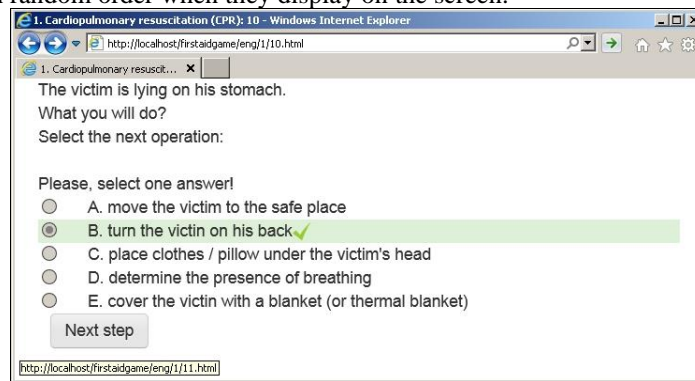 random order when they display on the screen.
1. Cardiopulmonary resuscitation (CPR): 10 - Windows Internet Explorer
http://localhost/firstaidgame/eng/1/10.html
1. Cardiopulmonary resuscit...
The victim is lying on his stomach.
What you will do?
Select the next operation:
Please, select one answer!
A. move the victim to the safe place
B. turn the victin on his back
C. place clothes / pillow under the victim's head
D. determine the presence of breathing
E. cover the victin with a blanket (or thermal blanket)
Next step
http://localhost/firstaidgame/eng/1/11.html